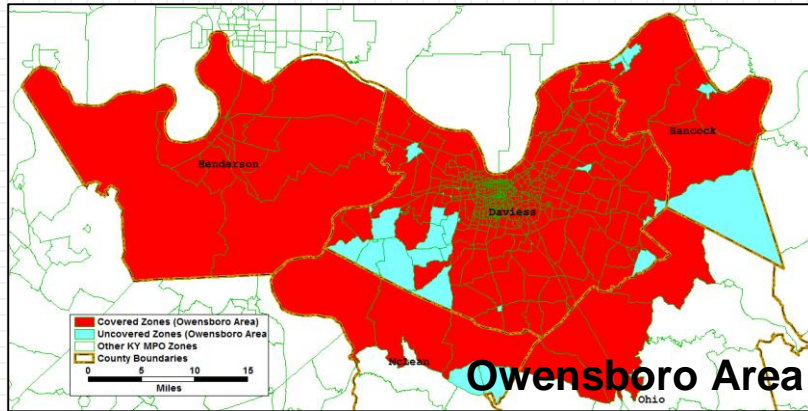 Hancock
Henderson
Daviess
Covered Zones (Owensboro Area)
Uncovered Zones (Owensboro Area
Other KY MPO Zones
County Boundaries
0 5 10 15
Miles
McLean
Owensboro Area
Ohio